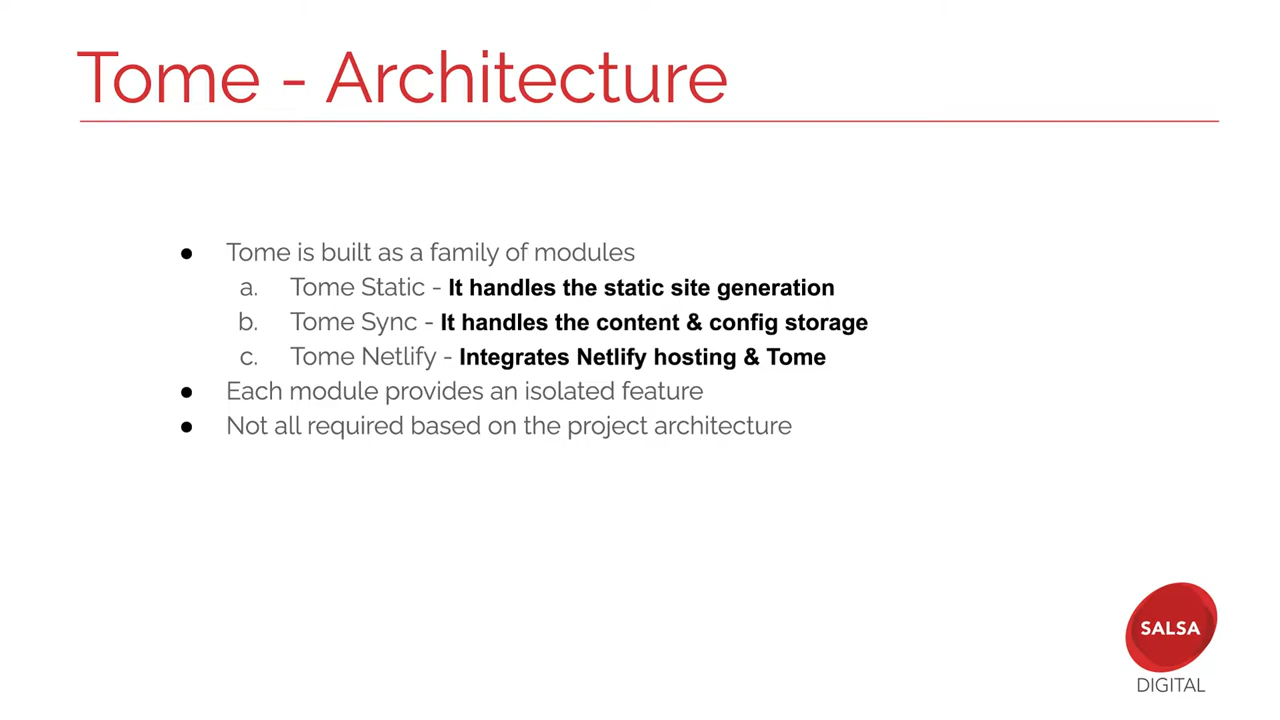 Tome - Architecture
● Tome is built as a family of modules
a. Tome Static - It handles the static site generation
b. Tome Sync - It handles the content & config storage
c. Tome Netlify - Integrates Netlify hosting & Tome
● Each module provides an isolated feature
● Not all required based on the project architecture
SALSA
DIGITAL